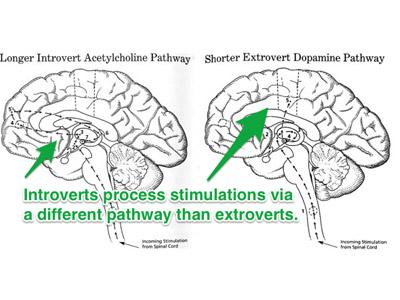 Longer Introvert Acetylcholine Pathway
Shorter Extrovert Dopamine Pathway
Introverts process stimulations via
a different pathway than extroverts.
Incoming Stimulation
from Spinal Cord
Incoming Stimulation
from Spinal Cord